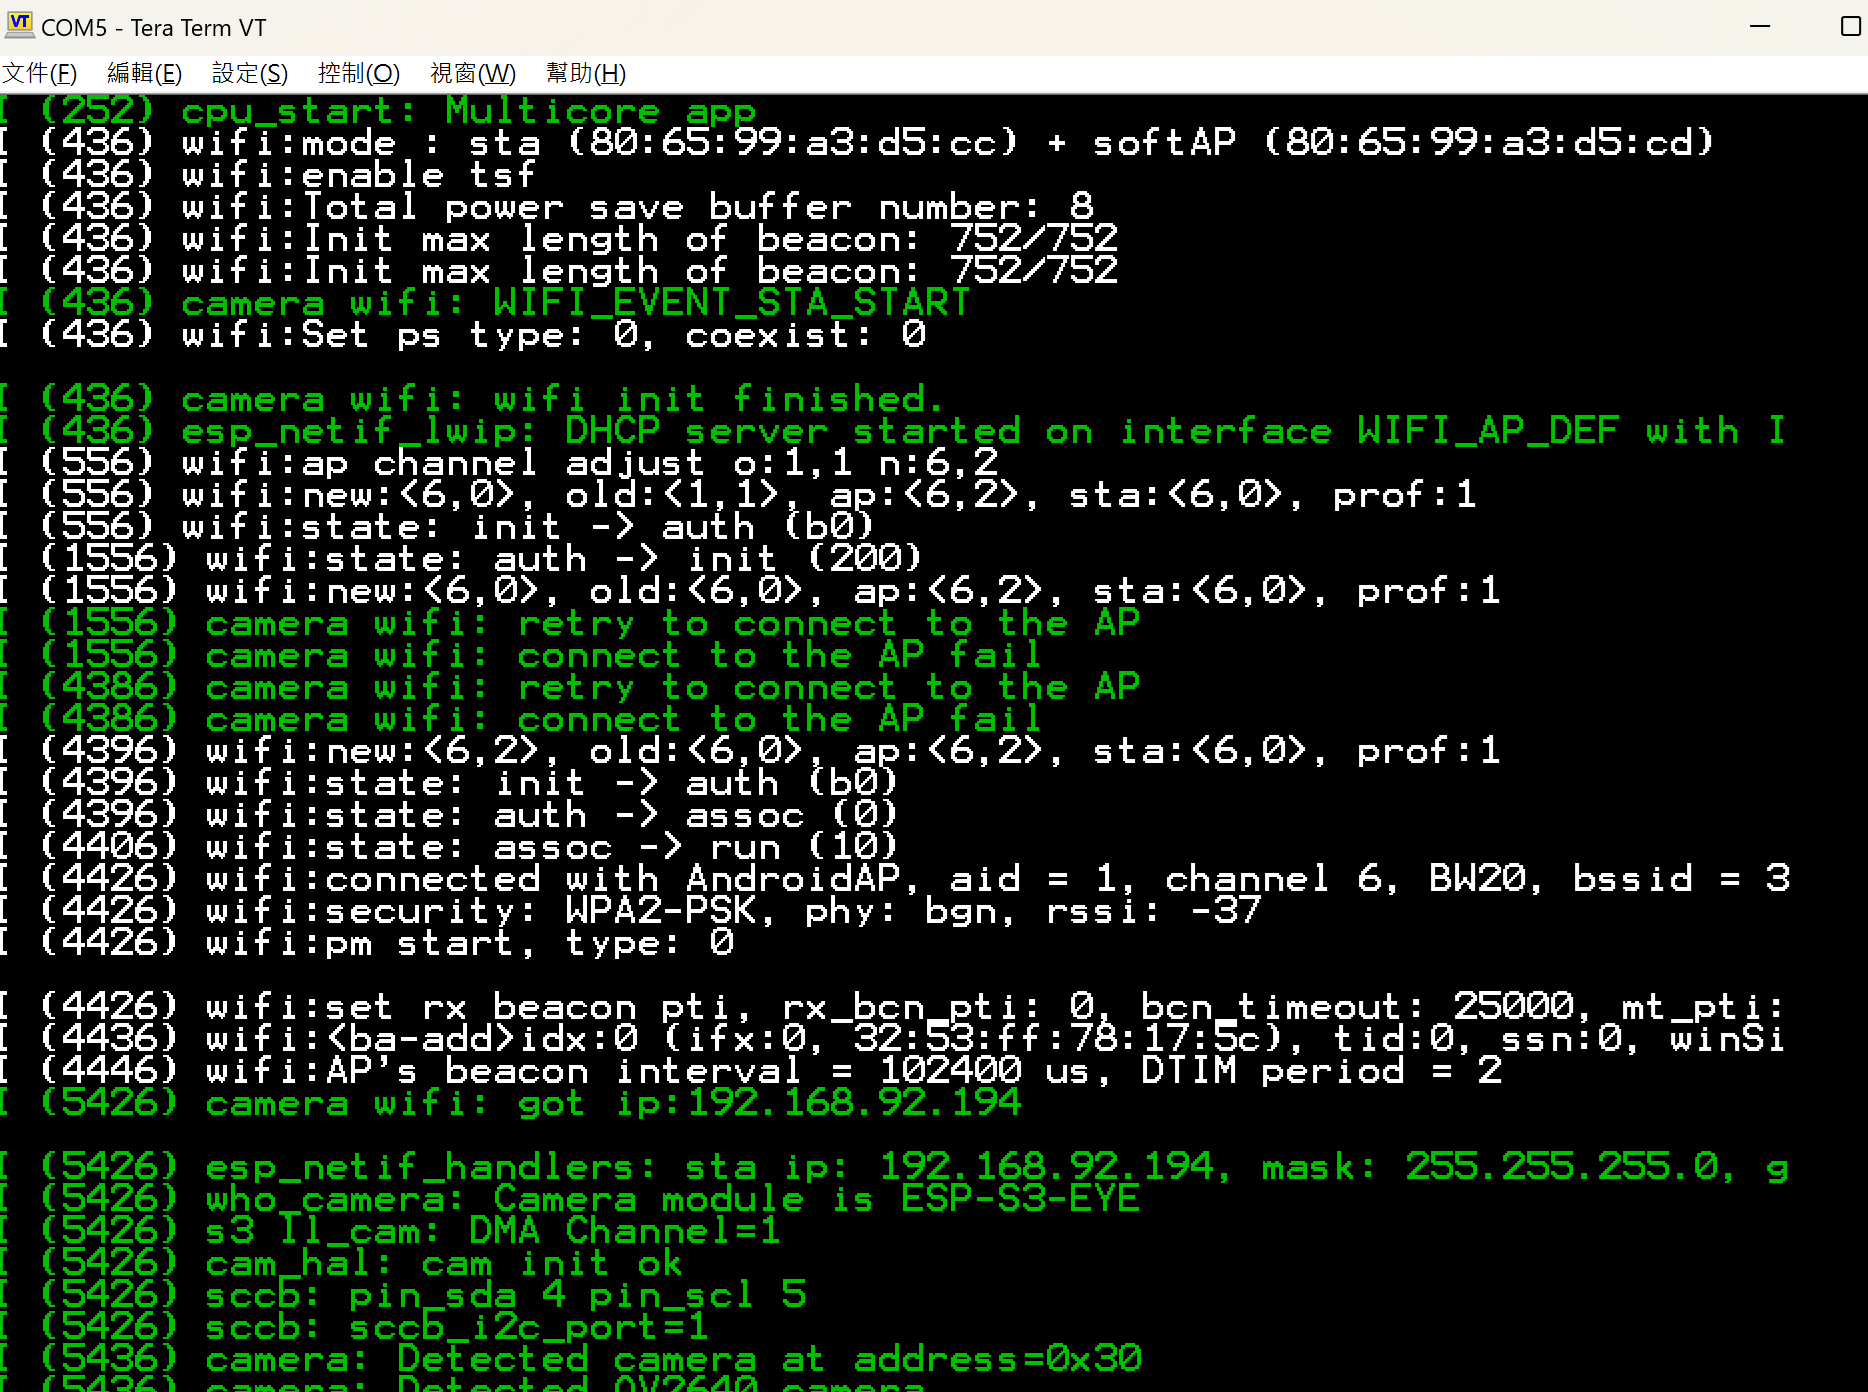 VT COM5 - Tera Term VT
文件(F) 編輯(E) 設定(S) 控制(O) 視窗(W) 幫助(H)
I (252) cpu_start: Multicore app
I (436) wifi:mode : sta (80:65:99:a3:d5:cc) + softAP (80:65:99:a3:d5:cd)
I (436) wifi:enable tsf
I (436) wifi:Total power save buffer number: 8
I (436) wifi:Init max length of beacon: 752/752
I (436) wifi:Init max length of beacon: 752/752
I (436) camera wifi: WIFI_EVENT_STA_START
I (436) wifi:Set ps type: 0, coexist: 0
I (436) camera wifi: wifi init finished.
I (436) esp_netif_lwip: DHCP server started on interface WIFI_AP_DEF with I
I (556) wifi:ap channel adjust o:1,1 n:6,2
I (556) wifi:new:<6,0>, old:<1,1>, ap:<6,2>, sta:<6,0>, prof:1
I (556) wifi:state: init -> auth (b0)
I (1556) wifi:state: auth -> init (200)
I (1556) wifi:new:<6,0>, old:<6,0>, ap:<6,2>, sta:<6,0>, prof:1
I (1556) camera wifi: retry to connect to the AP
I (1556) camera wifi: connect to the AP fail
I (4386) camera wifi: retry to connect to the AP
I (4386) camera wifi: connect to the AP fail
I (4396) wifi:new:<6,2>, old:<6,0>, ap:<6,2>, sta:<6,0>, prof:1
I (4396) wifi:state: init -> auth (b0)
I (4396) wifi:state: auth -> assoc (0)
I (4406) wifi:state: assoc -> run (10)
I (4426) wifi:connected with AndroidAP, aid = 1, channel 6, BW20, bssid = 3
I (4426) wifi:security: WPA2-PSK, phy: bgn, rssi: -37
I (4426) wifi:pm start, type: 0
I (4426) wifi:set rx beacon pti, rx_bcn_pti: 0, bcn_timeout: 25000, mt_pti:
I (4436) wifi:<ba-add>idx:0 (ifx:0, 32:53:ff:78:17:5c), tid:0, ssn:0, winSi
I (4446) wifi:AP's beacon interval = 102400 us, DTIM period = 2
I (5426) camera wifi: got ip:192.168.92.194
I (5426) esp_netif_handlers: sta ip: 192.168.92.194, mask: 255.255.255.0, g
I (5426) who_camera: Camera module is ESP-S3-EYE
I (5426) s3 ll_cam: DMA Channel=1
I (5426) cam_hal: cam init ok
I (5426) sccb: pin_sda 4 pin_scl 5
I (5426) sccb: sccb_i2c_port=1
I (5436) camera: Detected camera at address=0x30
I (5436) camera: Detected OV2640 camera